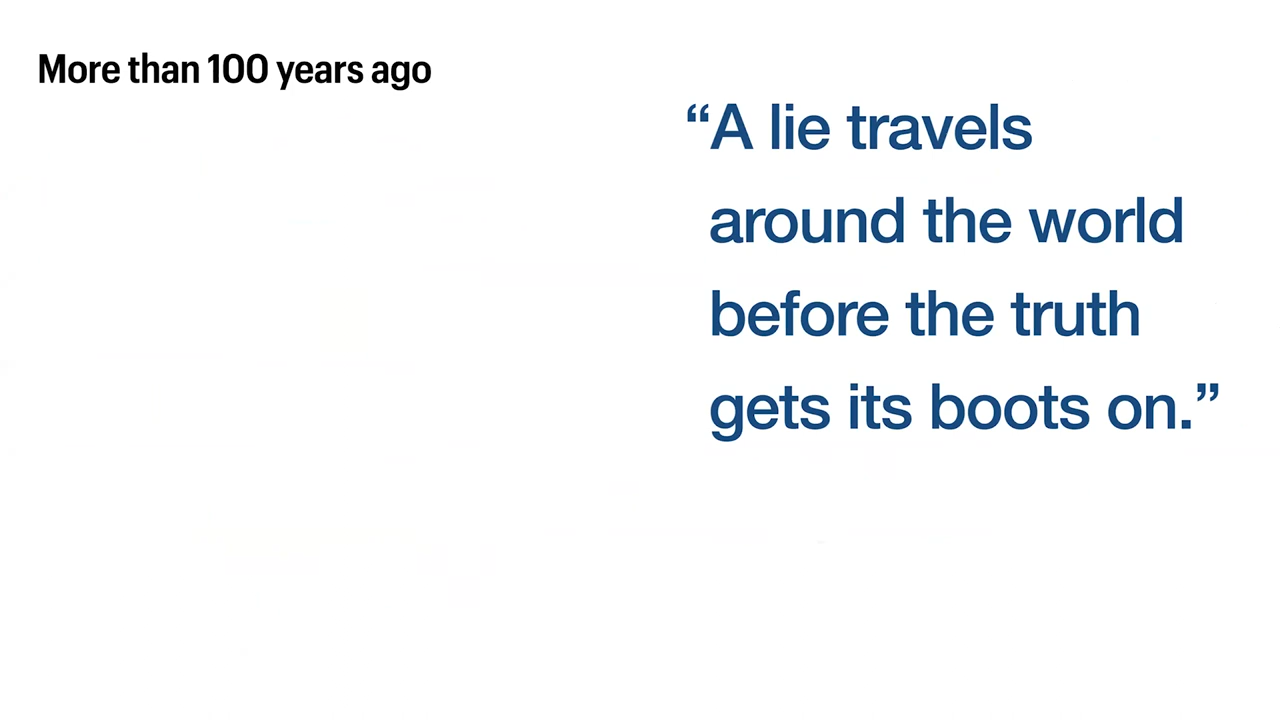 More than 100 years ago
“A lie travels
around the world
before the truth
gets its boots on.”